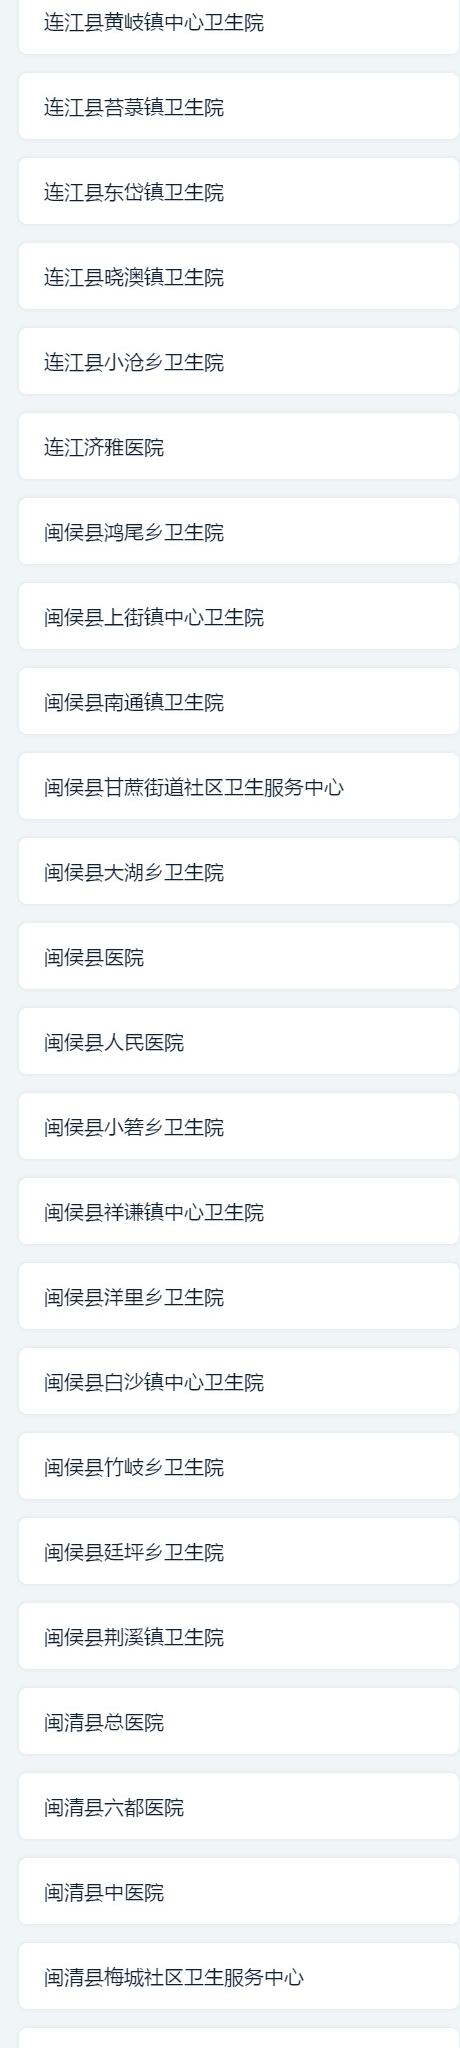 连江县黄岐镇中心卫生院
连江县苔菉镇卫生院
连江县东岱镇卫生院
连江县晓澳镇卫生院
连江县小沧乡卫生院
连江济雅医院
闽侯县鸿尾乡卫生院
闽侯县上街镇中心卫生院
闽侯县南通镇卫生院
闽侯县甘蔗街道社区卫生服务中心
闽侯县大湖乡卫生院
闽侯县医院
闽侯县人民医院
闽侯县小箬乡卫生院
闽侯县祥谦镇中心卫生院
闽侯县洋里乡卫生院
闽侯县白沙镇中心卫生院
闽侯县竹岐乡卫生院
闽侯县廷坪乡卫生院
闽侯县荆溪镇卫生院
闽清县总医院
闽清县六都医院
闽清县中医院
闽清县梅城社区卫生服务中心